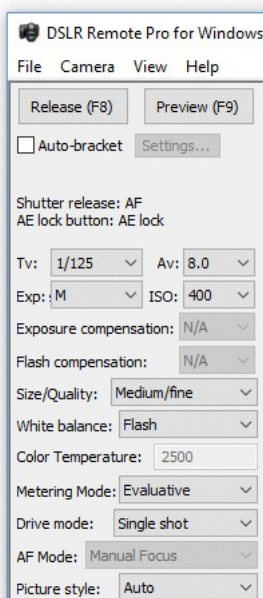 DSLR Remote Pro for Windows
File Camera View Help
Release (F8) Preview (F9)
Auto-bracket Settings...
Shutter release: AF
AE lock button: AE lock
Tv: 1/125 Av: 8.0
Exp: M ISO: 400
Exposure compensation: N/A
Flash compensation: N/A
Size/Quality: Medium/fine
White balance: Flash
Color Temperature: 2500
Metering Mode: Evaluative
Drive mode: Single shot
AF Mode: Manual Focus
Picture style: Auto